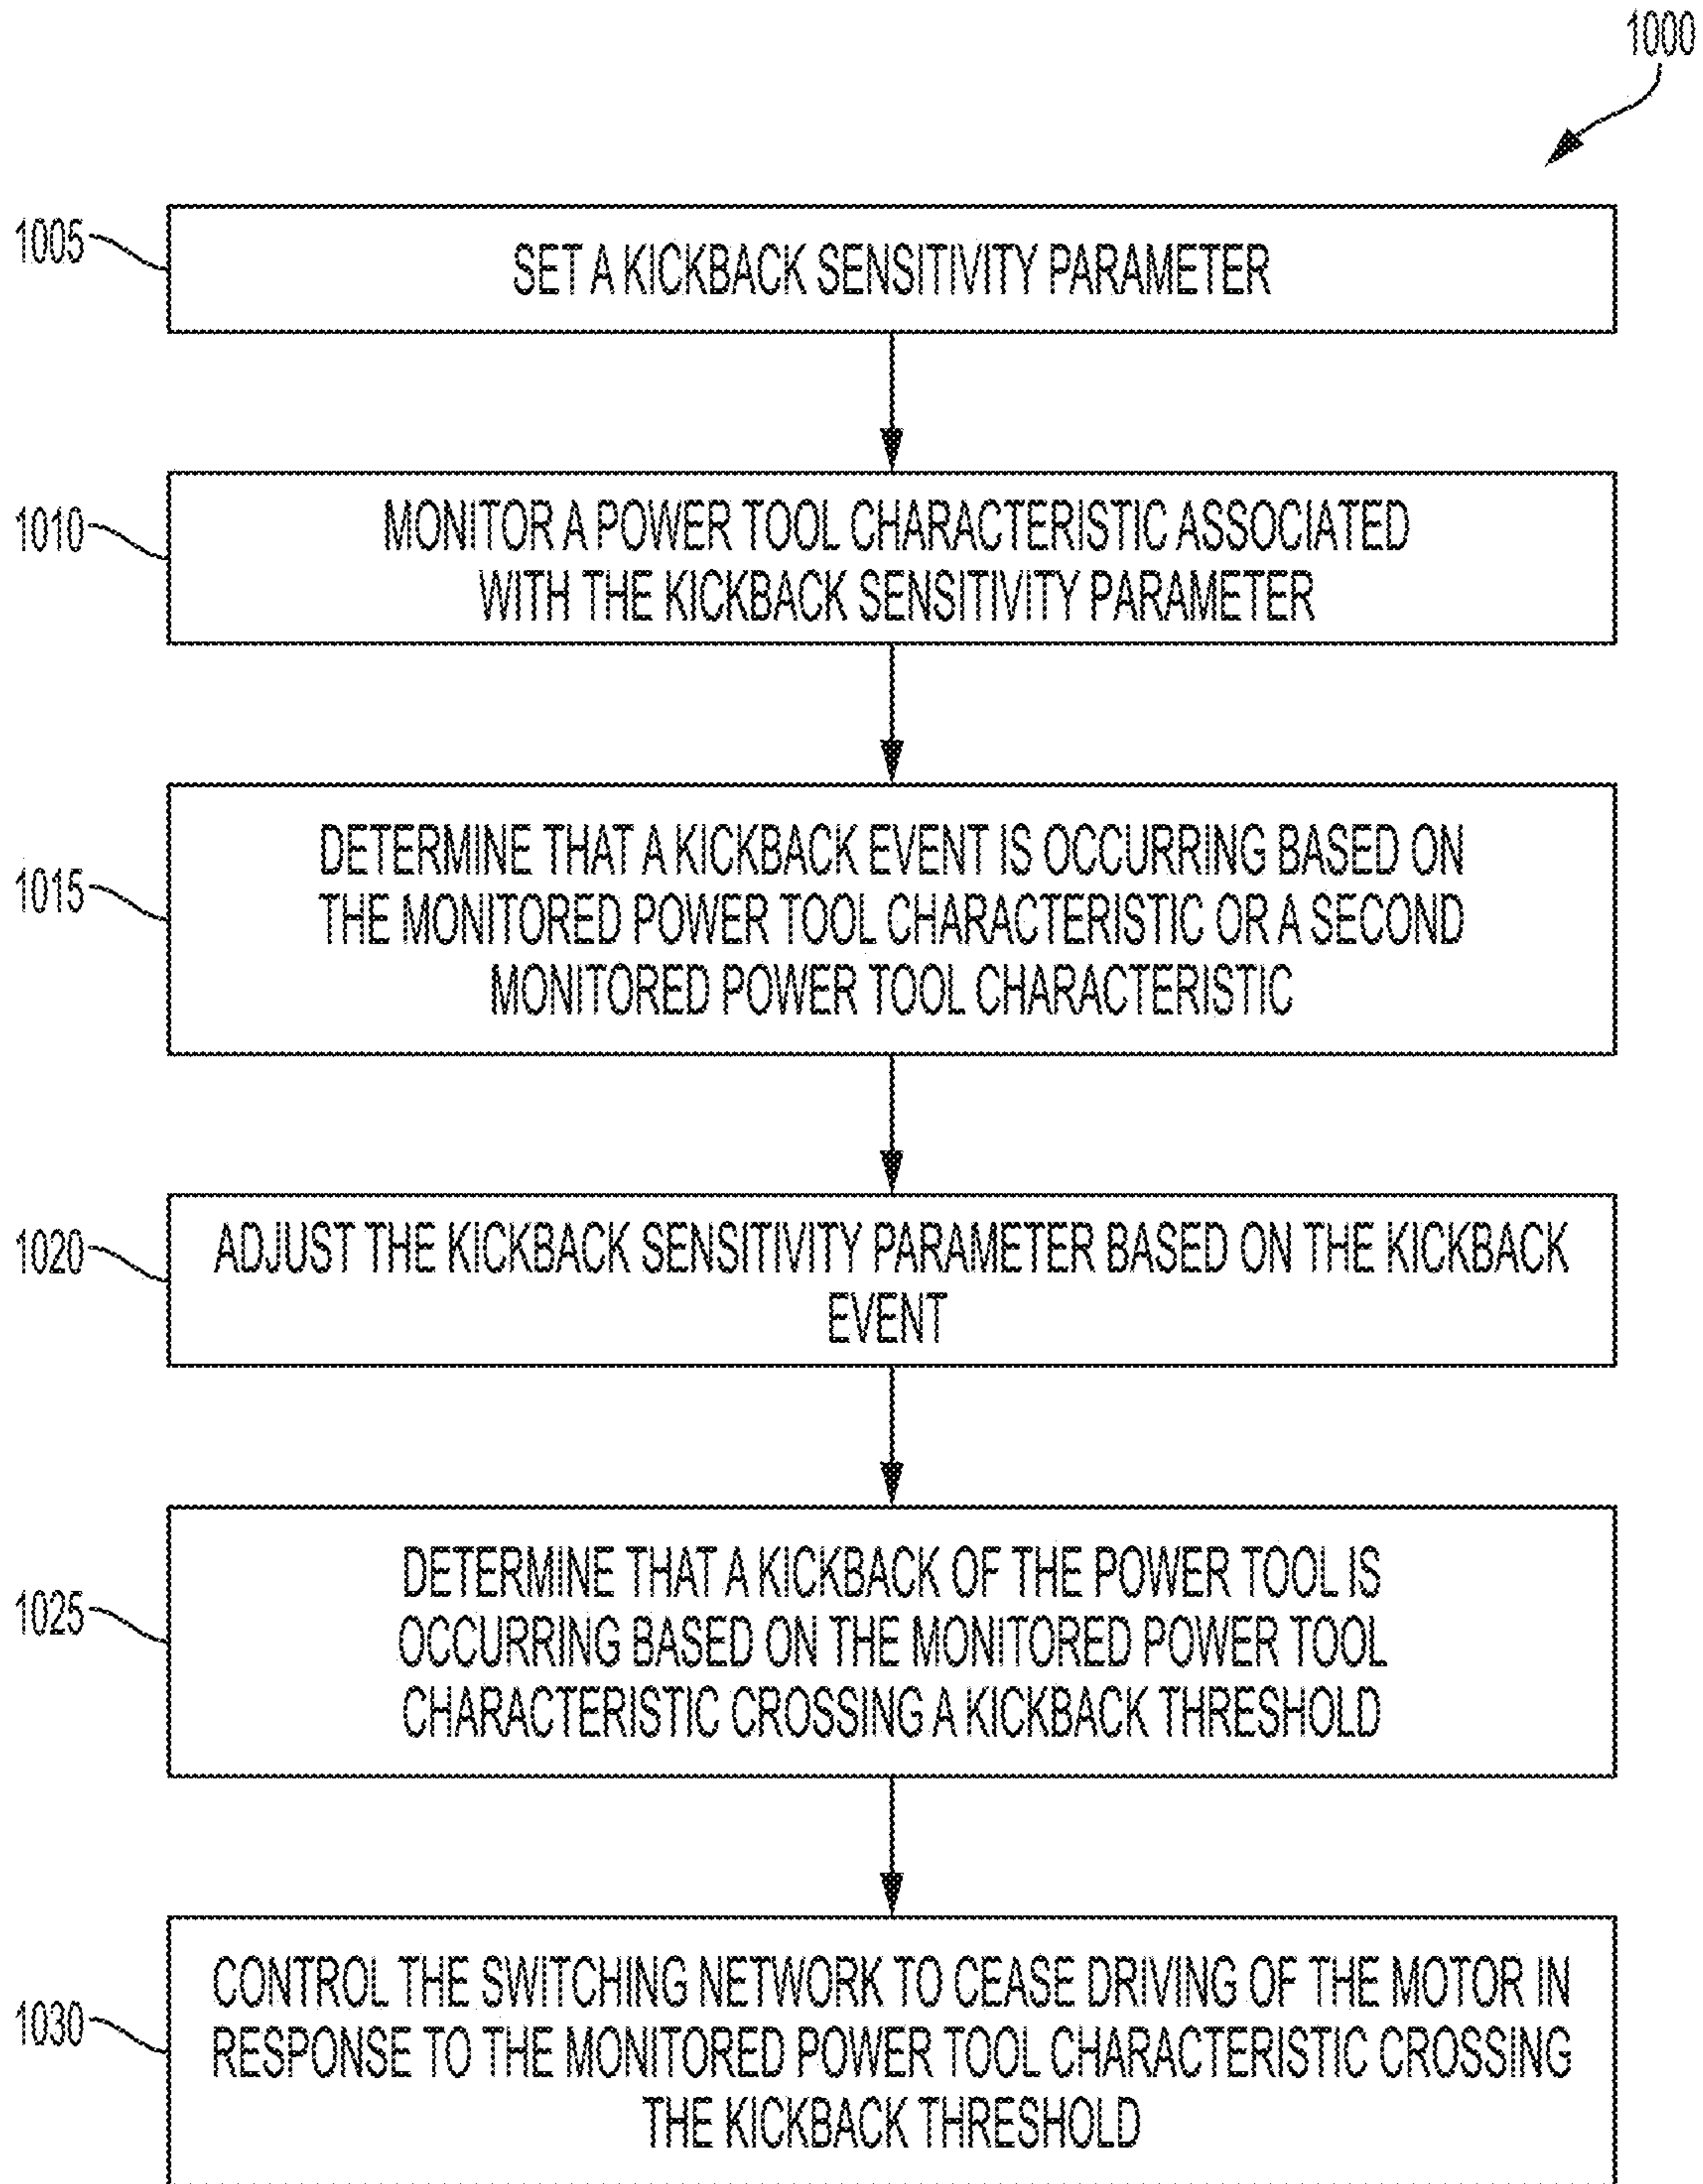 1000
1005
SET A KICKBACK SENSITIVITY PARAMETER
1010
MONITOR A POWER TOOL CHARACTERISTIC ASSOCIATED
WITH THE KICKBACK SENSITIVITY PARAMETER
1015
DETERMINE THAT A KICKBACK EVENT IS OCCURRING BASED ON
THE MONITORED POWER TOOL CHARACTERISTIC OR A SECOND
MONITORED POWER TOOL CHARACTERISTIC
1020
ADJUST THE KICKBACK SENSITIVITY PARAMETER BASED ON THE KICKBACK
EVENT
1025
DETERMINE THAT A KICKBACK OF THE POWER TOOL IS
OCCURRING BASED ON THE MONITORED POWER TOOL
CHARACTERISTIC CROSSING A KICKBACK THRESHOLD
1030
CONTROL THE SWITCHING NETWORK TO CEASE DRIVING OF THE MOTOR IN
RESPONSE TO THE MONITORED POWER TOOL CHARACTERISTIC CROSSING
THE KICKBACK THRESHOLD